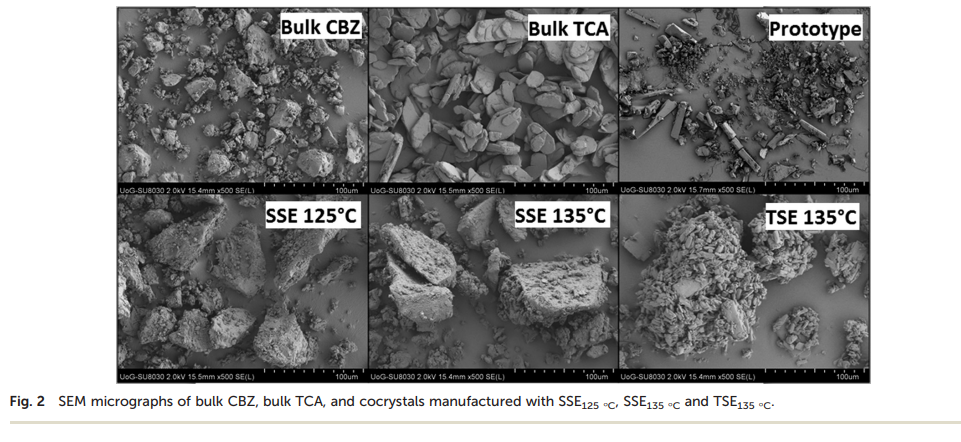 Bulk CBZ
Bulk TCA
Prototype
UoG-SU8030 2.0kV 15.4mm x500 SE(L) 100um
UoG-SU8030 2.0kV 15.5mm x500 SE(L) 100um
UoG-SU8030 2.0kV 15.7mm x500 SE(L) 100um
SSE 125°C
SSE 135°C
TSE 135°C
UoG-SU8030 2.0kV 15.5mm x500 SE(L) 100um
UoG-SU8030 2.0kV 15.4mm x500 SE(L) 100um
UoG-SU8030 2.0kV 15.4mm x500 SE(L) 100um
Fig. 2 SEM micrographs of bulk CBZ, bulk TCA, and cocrystals manufactured with SSE125 °C, SSE135 °C and TSE135 °C.